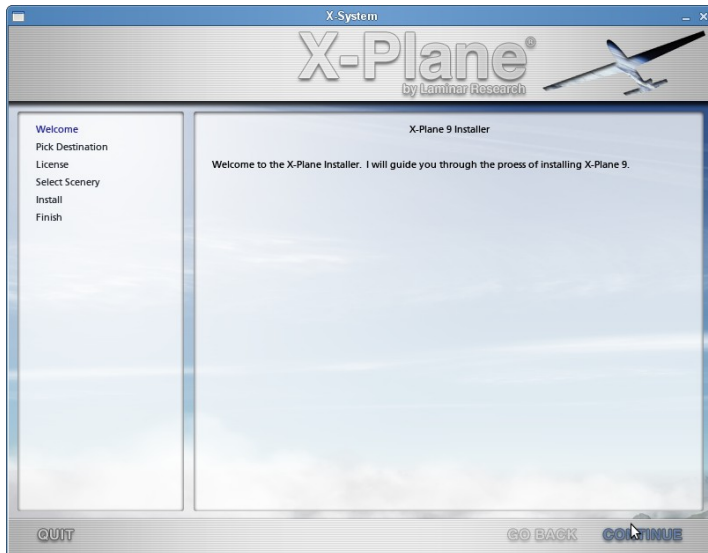 X-System
X-Plane®
by Laminar Research
Welcome
Pick Destination
License
Select Scenery
Install
Finish
X-Plane 9 Installer
Welcome to the X-Plane Installer. I will guide you through the proess of installing X-Plane 9.
QUIT
GO BACK
CONTINUE